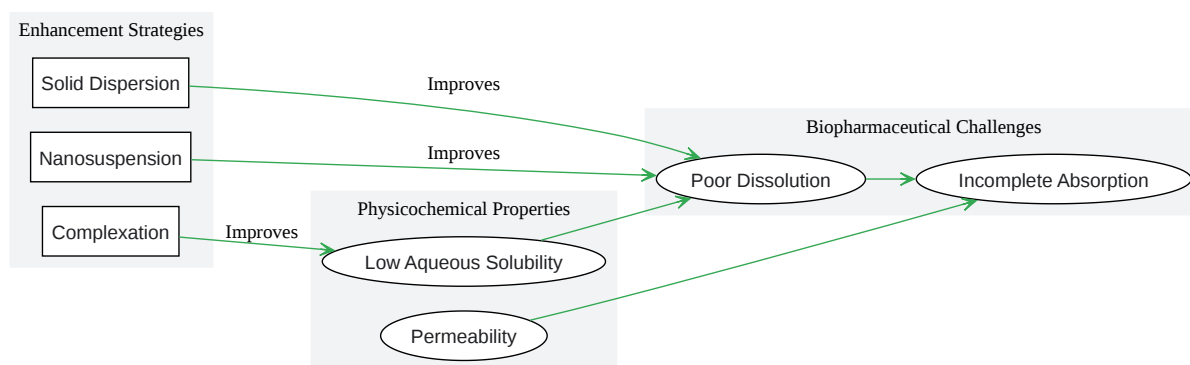 Enhancement Strategies
Solid Dispersion
Improves
Nanosuspension
Improves
Complexation
Improves
Physicochemical Properties
Low Aqueous Solubility
Permeability
Biopharmaceutical Challenges
Poor Dissolution
Incomplete Absorption